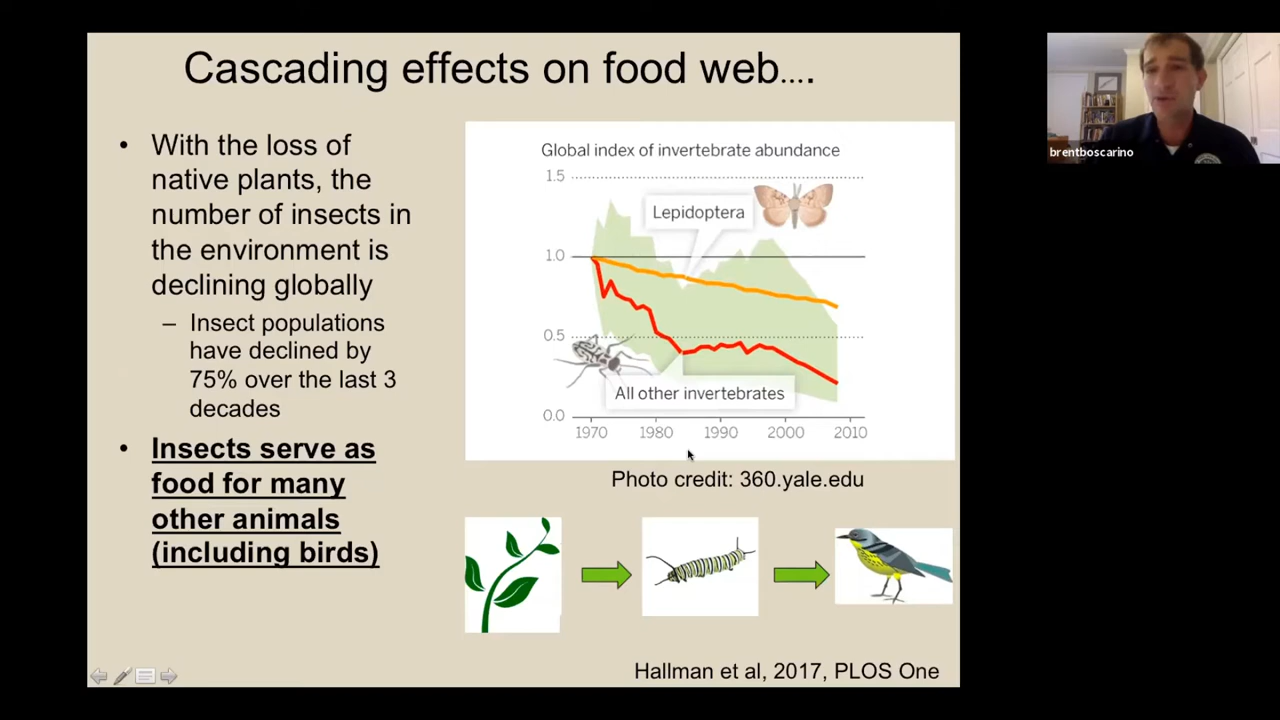 Cascading effects on food web....
• With the loss of
native plants, the
number of insects in
the environment is
declining globally
– Insect populations
have declined by
75% over the last 3
decades
• Insects serve as
food for many
other animals
(including birds)
Global index of invertebrate abundance
1.5
Lepidoptera
1.0
0.5
All other invertebrates
0.0
1970 1980 1990 2000 2010
Photo credit: 360.yale.edu
Hallman et al, 2017, PLOS One
brentboscarino